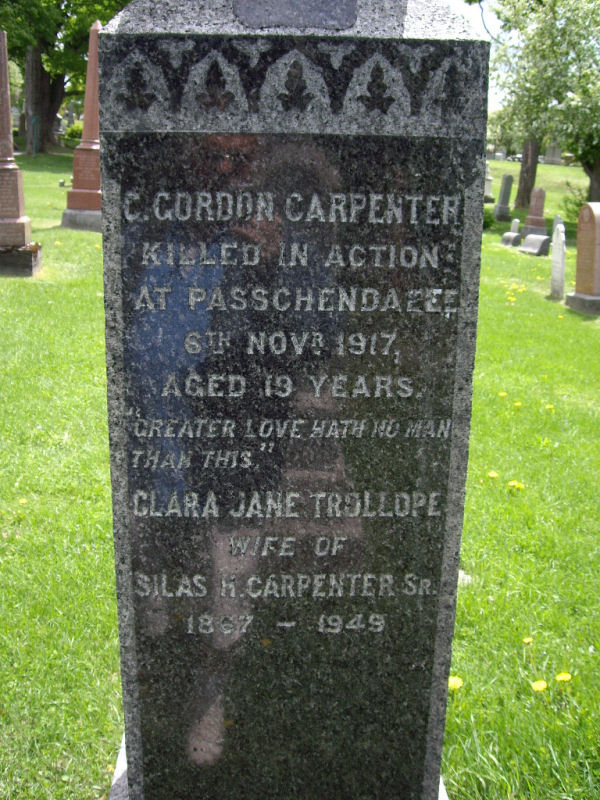 C. GORDON CARPENTER
KILLED IN ACTION
AT PASSCHENDAELE
6TH NOVR 1917,
AGED 19 YEARS.
"GREATER LOVE HATH NO MAN
THAN THIS."
CLARA JANE TROLLOPE
WIFE OF
SILAS H. CARPENTER SR.
1867 – 1949